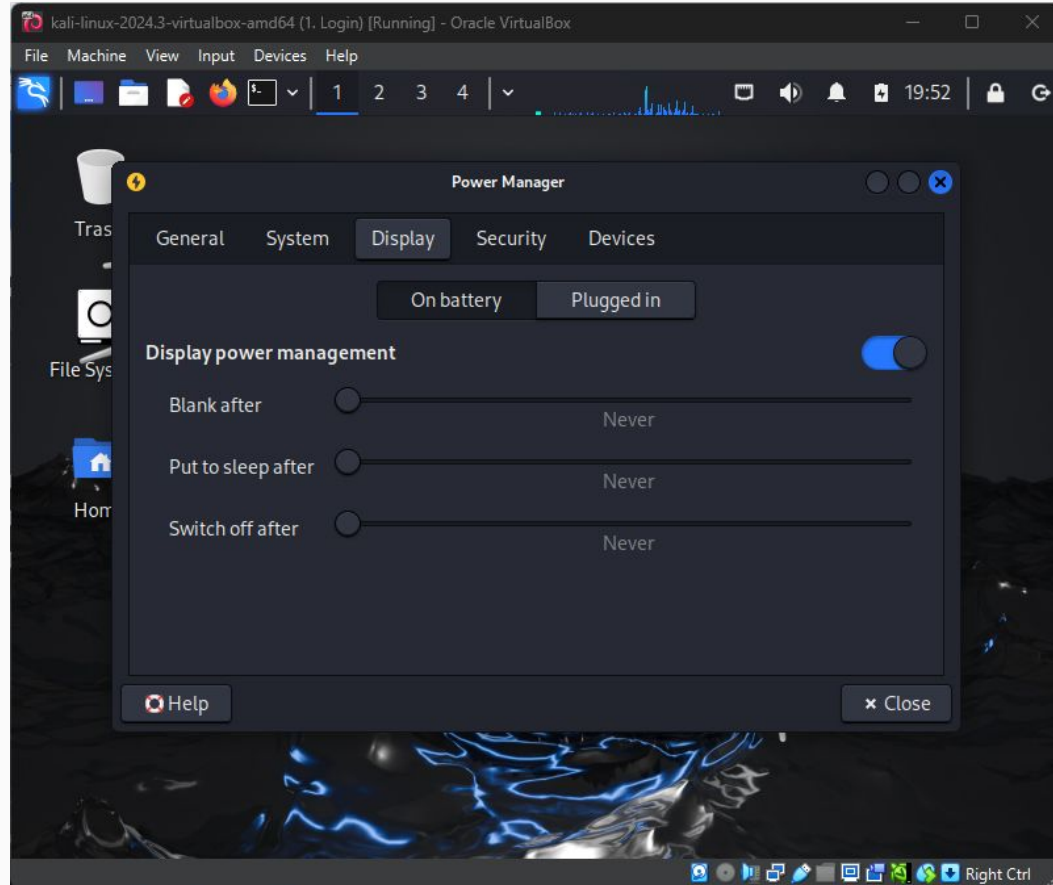 kali-linux-2024.3-virtualbox-amd64 (1. Login) [Running] - Oracle VirtualBox
File Machine View Input Devices Help
1 2 3 4 19:52
Power Manager
Tras
General System Display Security Devices
On battery Plugged in
Display power management
File Sys
Blank after
Never
Put to sleep after
Never
Hom
Switch off after
Never
Help Close
Right Ctrl